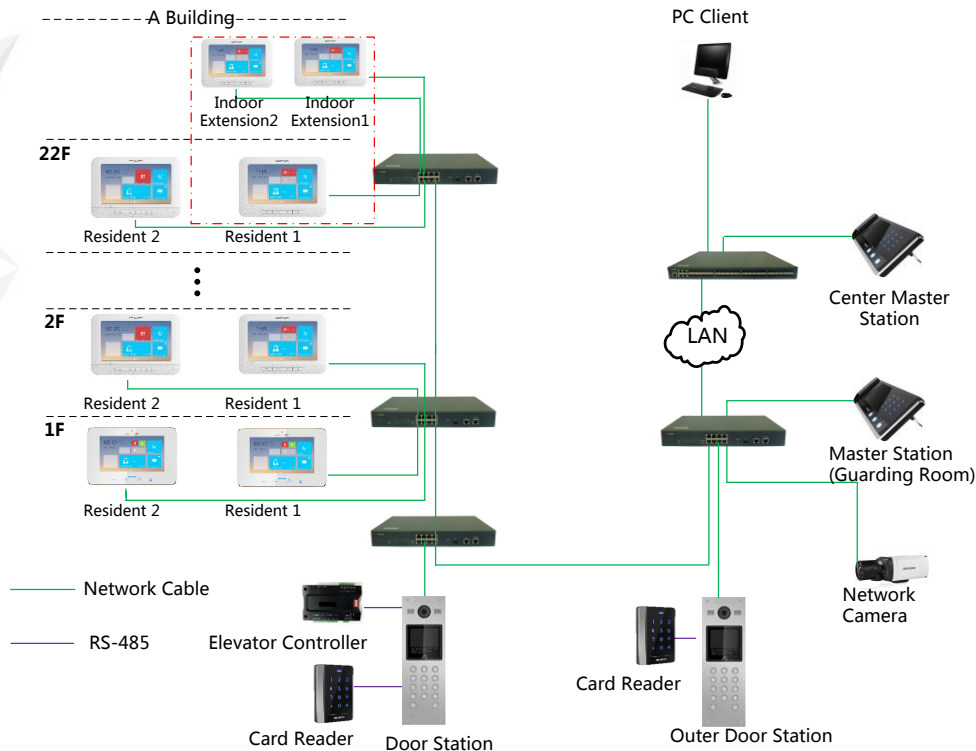 A Building
PC Client
Indoor
Extension2
Indoor
Extension1
22F
Resident 2
Resident 1
Center Master
Station
2F
LAN
Resident 2
Resident 1
1F
Master Station
(Guarding Room)
Resident 2
Resident 1
Network Cable
Network
Camera
RS-485
Elevator Controller
Card Reader
Card Reader
Door Station
Outer Door Station